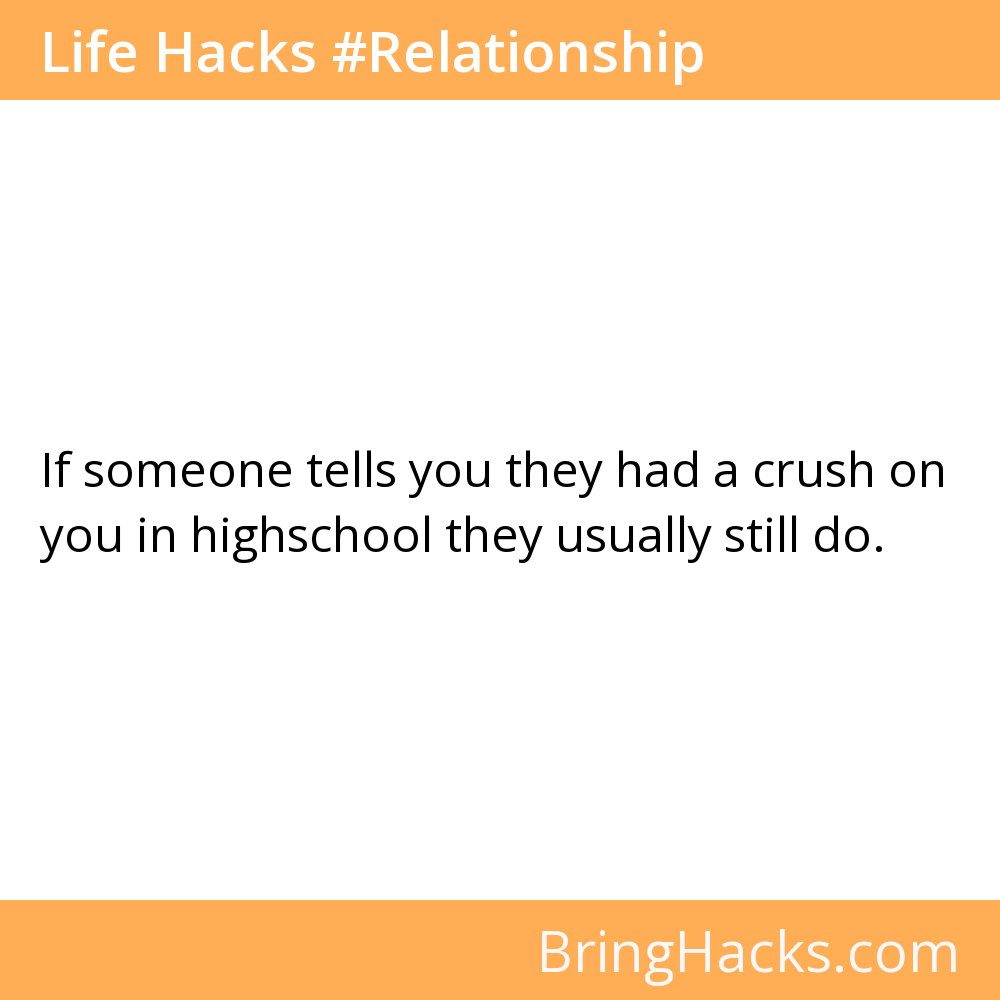 Life Hacks #Relationship
If someone tells you they had a crush on
you in highschool they usually still do.
BringHacks.com